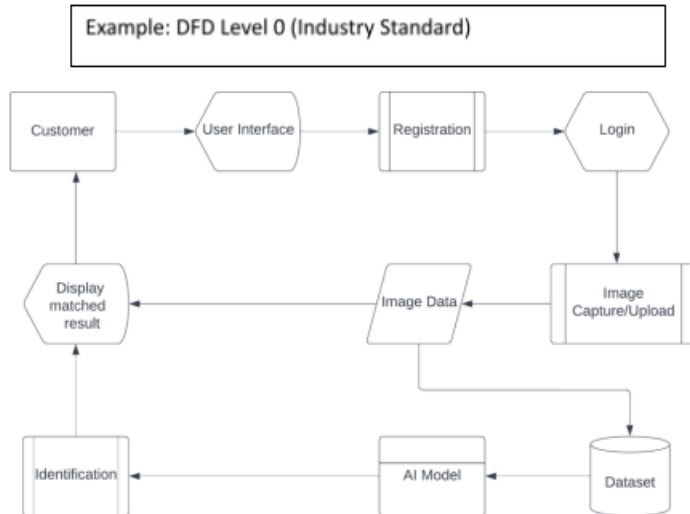 Example: DFD Level 0 (Industry Standard)
Customer
User Interface
Registration
Login
Display
matched
result
Image Data
Image
Capture/Upload
Identification
AI Model
Dataset